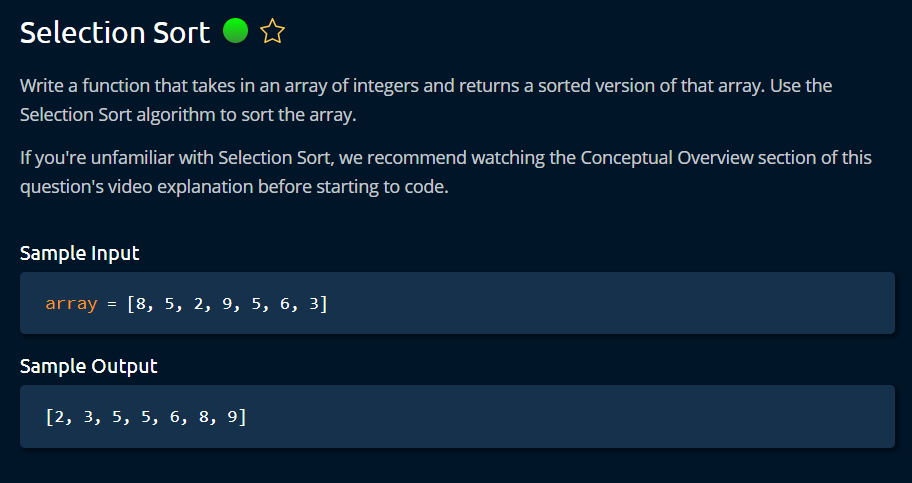 Selection Sort
Write a function that takes in an array of integers and returns a sorted version of that array. Use the
Selection Sort algorithm to sort the array.
If you're unfamiliar with Selection Sort, we recommend watching the Conceptual Overview section of this
question's video explanation before starting to code.
Sample Input
array = [8, 5, 2, 9, 5, 6, 3]
Sample Output
[2, 3, 5, 5, 6, 8, 9]